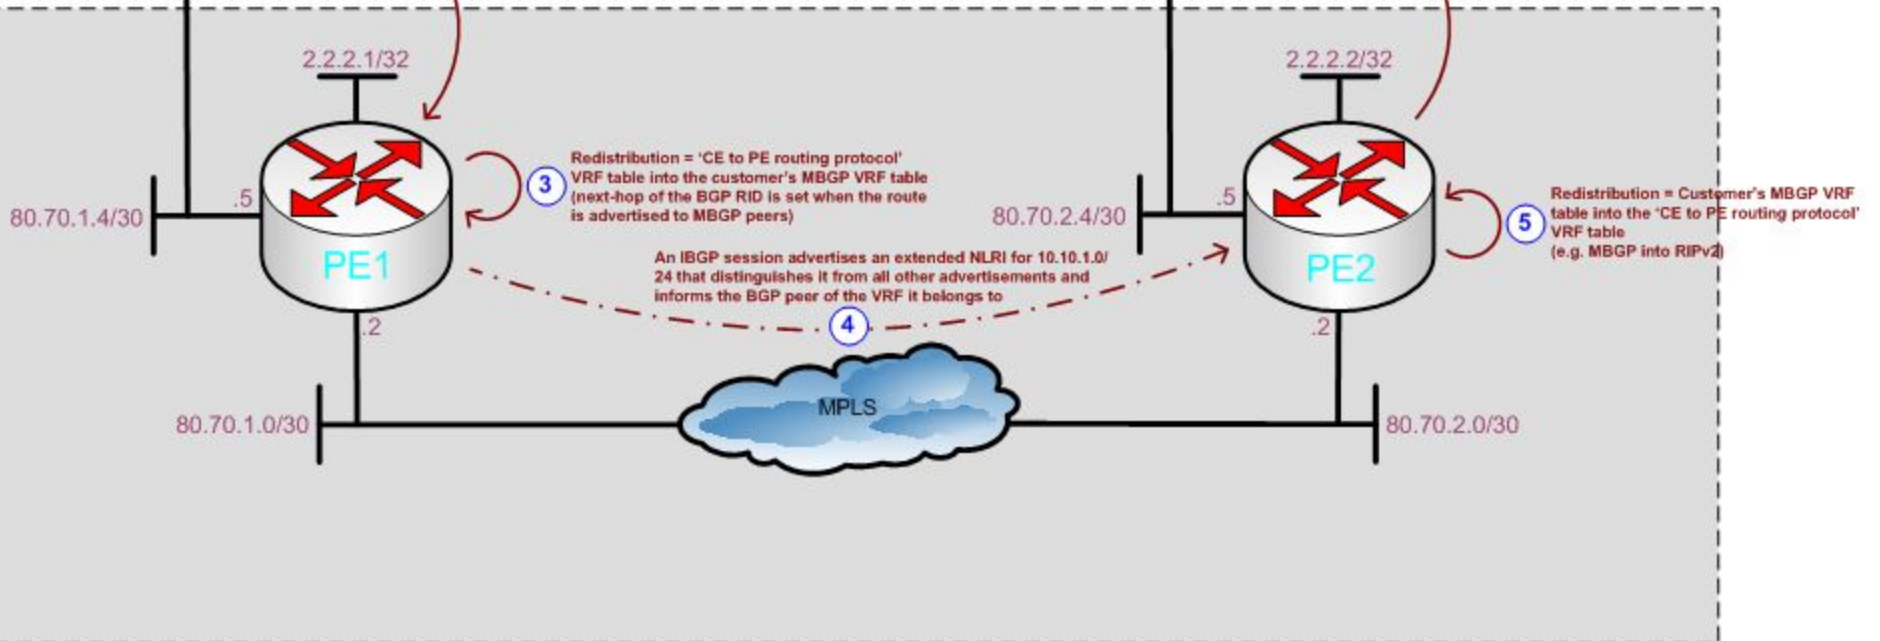 2.2.2.1/32
2.2.2.2/32
Redistribution = ‘CE to PE routing protocol’
VRF table into the customer’s MBGP VRF table
(next-hop of the BGP RID is set when the route
is advertised to MBGP peers)
3
.5
80.70.1.4/30
PE1
.2
An IBGP session advertises an extended NLRI for 10.10.1.0/
24 that distinguishes it from all other advertisements and
informs the BGP peer of the VRF it belongs to
4
80.70.2.4/30
.5
PE2
.2
5
Redistribution = Customer’s MBGP VRF
table into the ‘CE to PE routing protocol’
VRF table
(e.g. MBGP into RIPv2)
80.70.1.0/30
MPLS
80.70.2.0/30